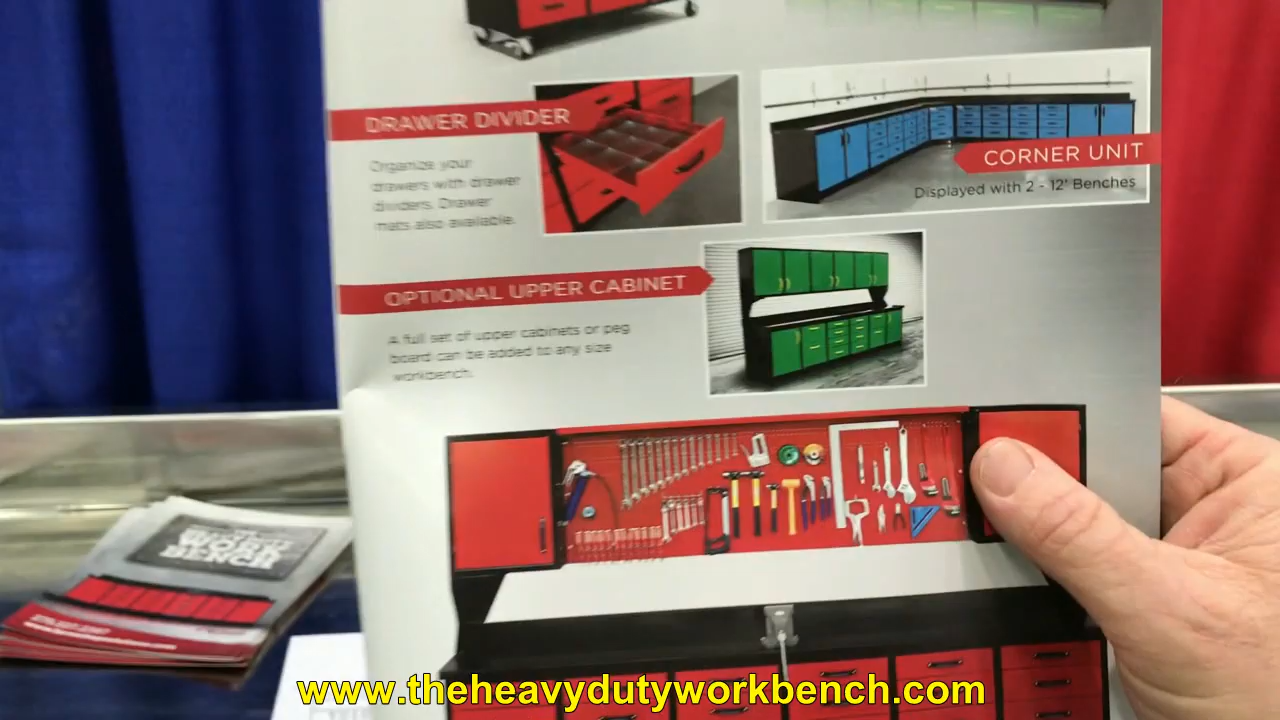 DRAWER DIVIDER
Organize your
drawers with drawer
dividers. Drawer
mats also available.
CORNER UNIT
Displayed with 2 - 12' Benches
OPTIONAL UPPER CABINET
A full set of upper cabinets or peg
board can be added to any size
workbench.
WORK
BENCH
www.theheavydutyworkbench.com